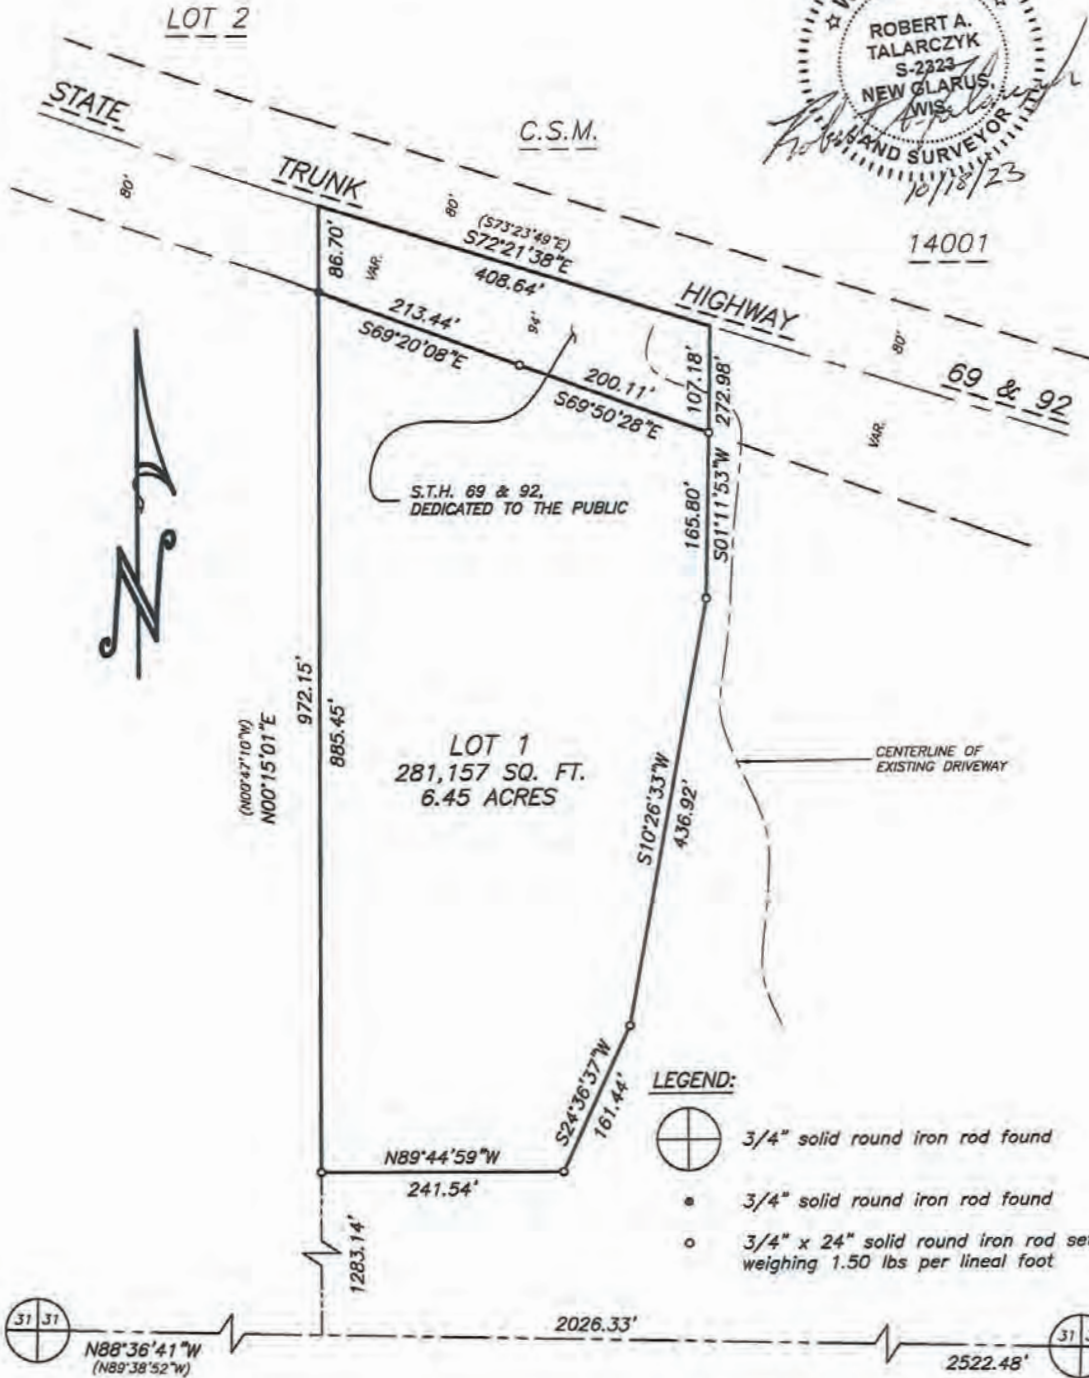 LOT 2
ROBERT A.
TALARCZYK
S-2323
NEW GLARUS,
WIS.
LAND SURVEYOR
10/18/23
STATE
C.S.M.
TRUNK
80'
80'
(S73°23'49"E)
S72°21'38"E
408.64'
14001
86.70'
VAR.
HIGHWAY
213.44'
S69°20'08"E
94'
80'
69 & 92
200.11'
S69°50'28"E
107.18'
272.98'
VAR.
S.T.H. 69 & 92,
DEDICATED TO THE PUBLIC
165.80'
S01°11'53"W
N
972.15'
885.45'
(N00°47'10"W)
N00°15'01"E
LOT 1
281,157 SQ. FT.
6.45 ACRES
CENTERLINE OF
EXISTING DRIVEWAY
S10°26'33"W
436.92'
S24°36'37"W
161.44'
LEGEND:
3/4" solid round iron rod found
N89°44'59"W
241.54'
3/4" solid round iron rod found
3/4" x 24" solid round iron rod set
weighing 1.50 lbs per lineal foot
1283.14'
31 31
2026.33'
31
N88°36'41"W
(N89°38'52"W)
2522.48'